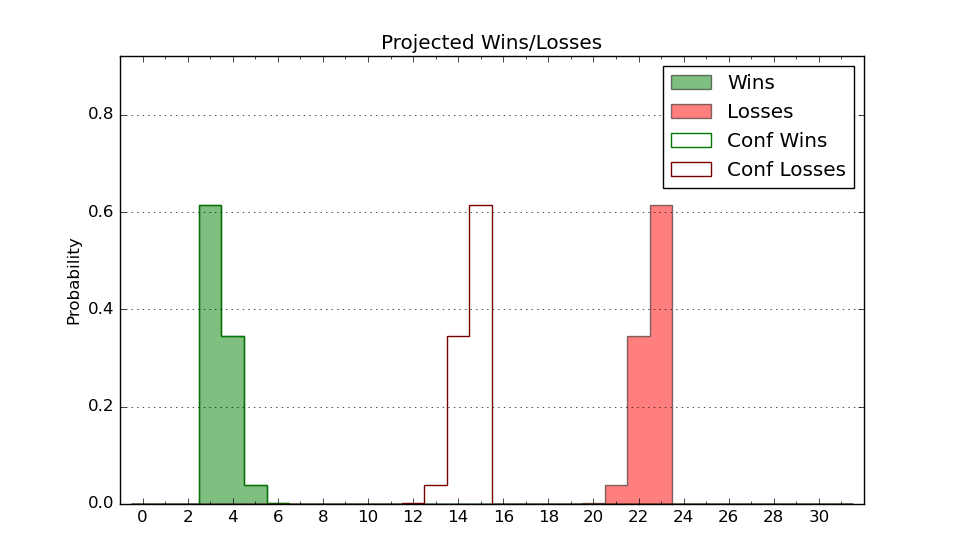 Projected Wins/Losses
Wins
Losses
Conf Wins
Conf Losses
Probability
0.8
0.6
0.4
0.2
0.0
0 2 4 6 8 10 12 14 16 18 20 22 24 26 28 30